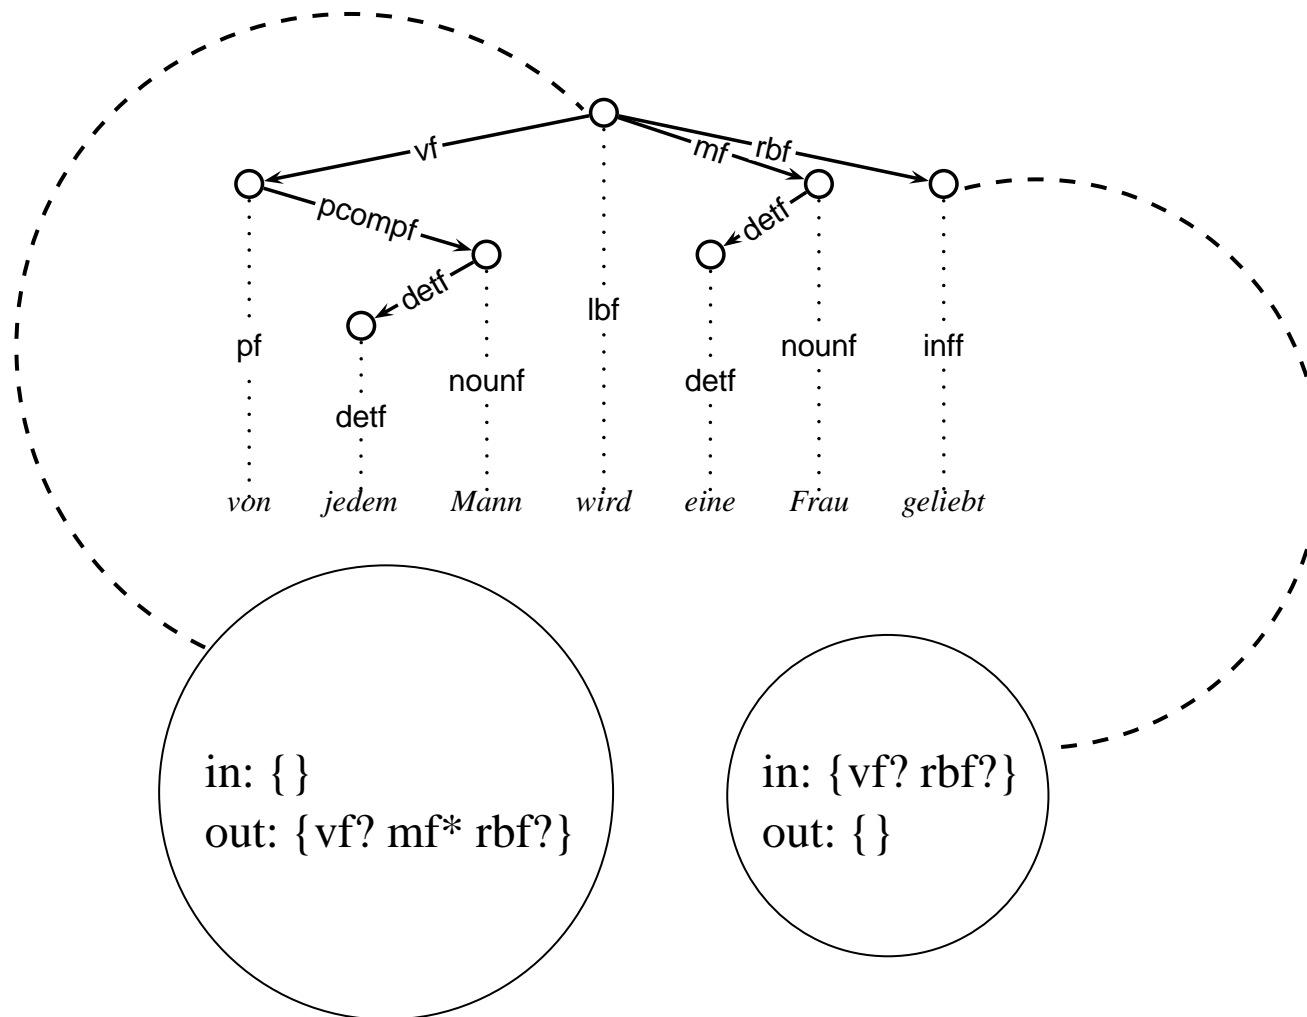 vf mf rbf
pcompf detf
detf
lbf
pf nounf inff
nounf detf
detf
von jedem Mann wird eine Frau geliebt
in: {}
out: {vf? mf* rbf?}
in: {vf? rbf?}
out: {}